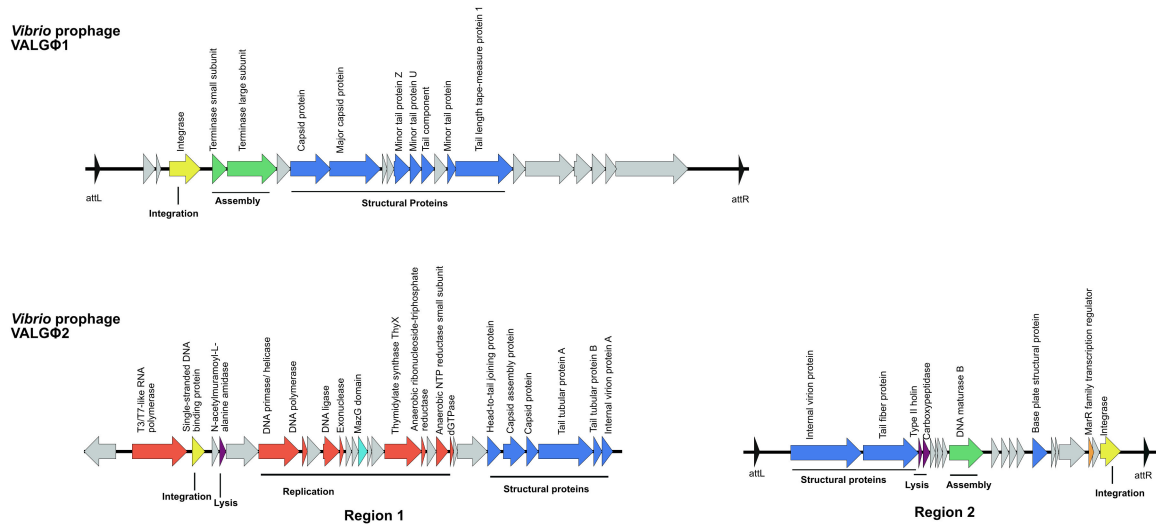 Vibrio prophage
VALGΦ1
Integrase
Terminase small subunit
Terminase large subunit
Capsid protein
Major capsid protein
Minor tail protein Z
Minor tail protein U
Tail component
Minor tail protein
Tail length tape-measure protein 1
attL
attR
Integration
Assembly
Structural Proteins
Vibrio prophage
VALGΦ2
T3/T7-like RNA
polymerase
Single-stranded DNA
binding protein
N-acetylmuramoyl-L-
alanine amidase
DNA primase/ helicase
DNA polymerase
DNA ligase
Exonuclease
MazG domain
Thymidylate synthase ThyX
Anaerobic ribonucleoside-triphosphate
reductase
Anaerobic NTP reductase small subunit
dGTPase
Head-to-tail joining protein
Capsid assembly protein
Capsid protein
Tail tubular protein A
Tail tubular protein B
Internal virion protein A
Integration
Lysis
Replication
Structural proteins
Region 1
Internal virion protein
Tail fiber protein
Type II holin
Carboxypeptidase
DNA maturase B
Base plate structural protein
MarR family transcription regulator
Integrase
attL
attR
Structural proteins
Lysis
Assembly
Integration
Region 2